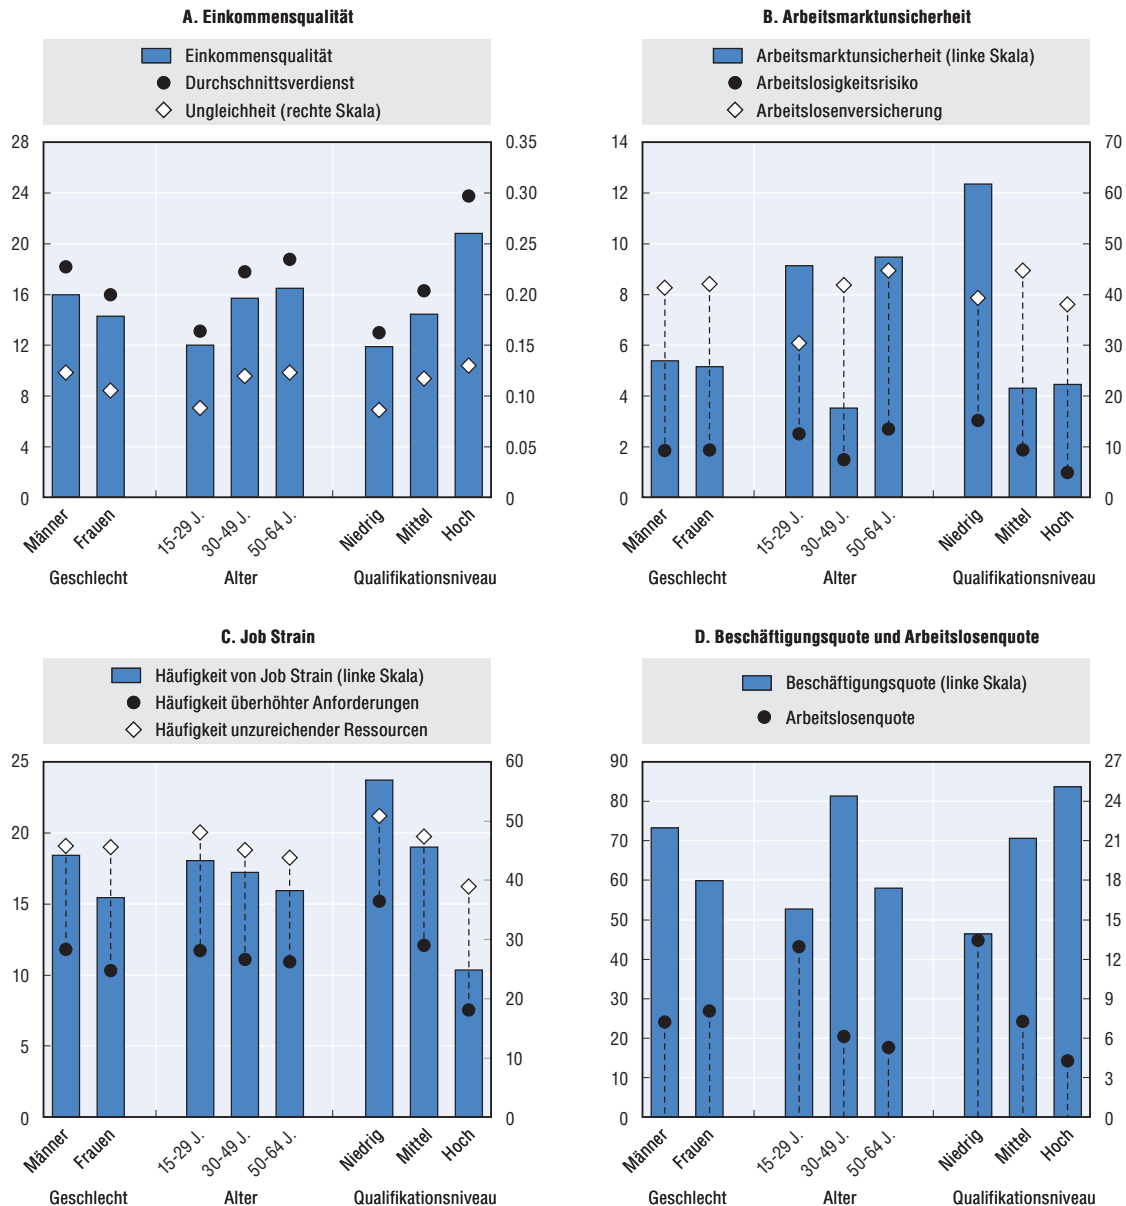 A. Einkommensqualität
Einkommensqualität
Durchschnittsverdienst
Ungleichheit (rechte Skala)
28 0.35
24 0.30
20 0.25
16 0.20
12 0.15
8 0.10
4 0.05
0 0
Männer Frauen 15-29 J. 30-49 J. 50-64 J. Niedrig Mittel Hoch
Geschlecht Alter Qualifikationsniveau
B. Arbeitsmarktunsicherheit
Arbeitsmarktunsicherheit (linke Skala)
Arbeitslosigkeitsrisiko
Arbeitslosenversicherung
14 70
12 60
10 50
8 40
6 30
4 20
2 10
0 0
Männer Frauen 15-29 J. 30-49 J. 50-64 J. Niedrig Mittel Hoch
Geschlecht Alter Qualifikationsniveau
C. Job Strain
Häufigkeit von Job Strain (linke Skala)
Häufigkeit überhöhter Anforderungen
Häufigkeit unzureichender Ressourcen
25 60
50
20
40
15
30
10 20
5 10
0 0
Männer Frauen 15-29 J. 30-49 J. 50-64 J. Niedrig Mittel Hoch
Geschlecht Alter Qualifikationsniveau
D. Beschäftigungsquote und Arbeitslosenquote
Beschäftigungsquote (linke Skala)
Arbeitslosenquote
90 27
80 24
70 21
60 18
50 15
40 12
30 9
20 6
10 3
0 0
Männer Frauen 15-29 J. 30-49 J. 50-64 J. Niedrig Mittel Hoch
Geschlecht Alter Qualifikationsniveau